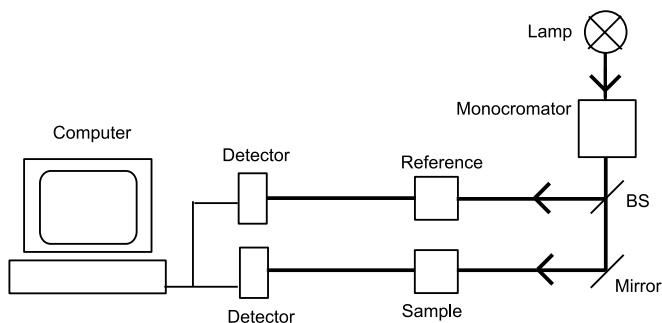 Lamp
Monocromator
Computer
Detector
Reference
BS
Mirror
Sample
Detector